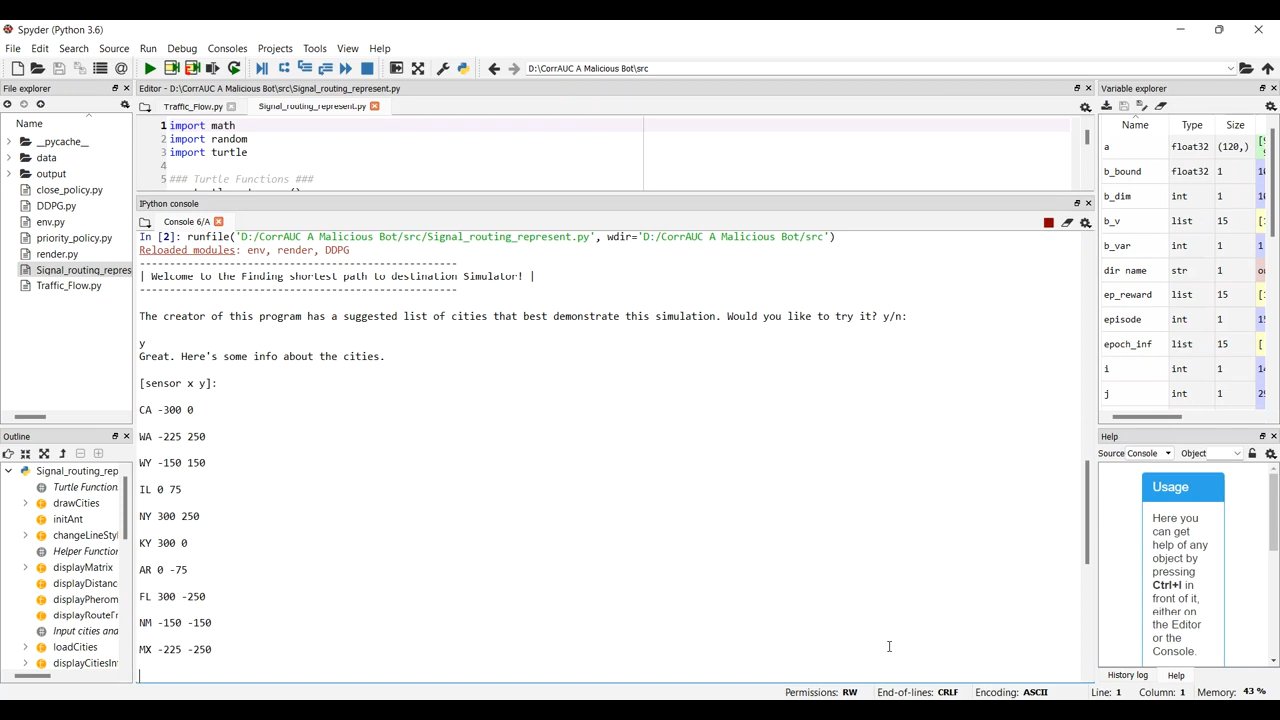 Spyder (Python 3.6)
File Edit Search Source Run Debug Consoles Projects Tools View Help
D:\CorrAUC A Malicious Bot\src
File explorer
Name
__pycache__
data
output
close_policy.py
DDPG.py
env.py
priority_policy.py
render.py
Signal_routing_repres
Traffic_Flow.py
Outline
Signal_routing_rep
Turtle Function
drawCities
initAnt
changeLineSty
Helper Functio
displayMatrix
displayDistanc
displayPherom
displayRouteFr
Input cities and
loadCities
displayCitiesIn
Editor - D:\CorrAUC A Malicious Bot\src\Signal_routing_represent.py
Traffic_Flow.py Signal_routing_represent.py
1 import math
2 import random
3 import turtle
4
5 ### Turtle Functions ###
IPython console
Console 6/A
In [2]: runfile('D:/CorrAUC A Malicious Bot/src/Signal_routing_represent.py', wdir='D:/CorrAUC A Malicious Bot/src')
Reloaded modules: env, render, DDPG
------------------------------------------------------
| Welcome to the Finding shortest path to destination Simulator! |
------------------------------------------------------
The creator of this program has a suggested list of cities that best demonstrate this simulation. Would you like to try it? y/n:
y
Great. Here's some info about the cities.
[sensor x y]:
CA -300 0
WA -225 250
WY -150 150
IL 0 75
NY 300 250
KY 300 0
AR 0 -75
FL 300 -250
NM -150 -150
MX -225 -250
Variable explorer
Name Type Size
a float32 (120,)
b_bound float32 1
b_dim int 1
b_v list 15
b_var int 1
dir name str 1
ep_reward list 15
episode int 1
epoch_inf list 15
i int 1
j int 1
Help
Source Console Object
Usage
Here you
can get
help of any
object by
pressing
Ctrl+I in
front of it,
either on
the Editor
or the
Console.
History log Help
Permissions: RW End-of-lines: CRLF Encoding: ASCII Line: 1 Column: 1 Memory: 43 %